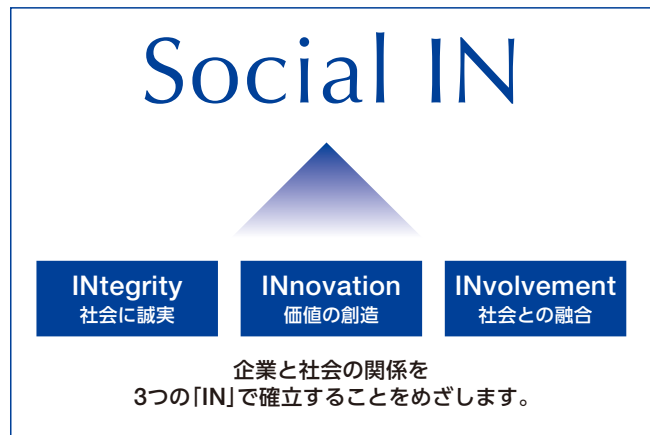 Social IN
INtegrity
社会に誠実
INnovation
価値の創造
INvolvement
社会との融合
企業と社会の関係を
3つの「IN」で確立することをめざします。